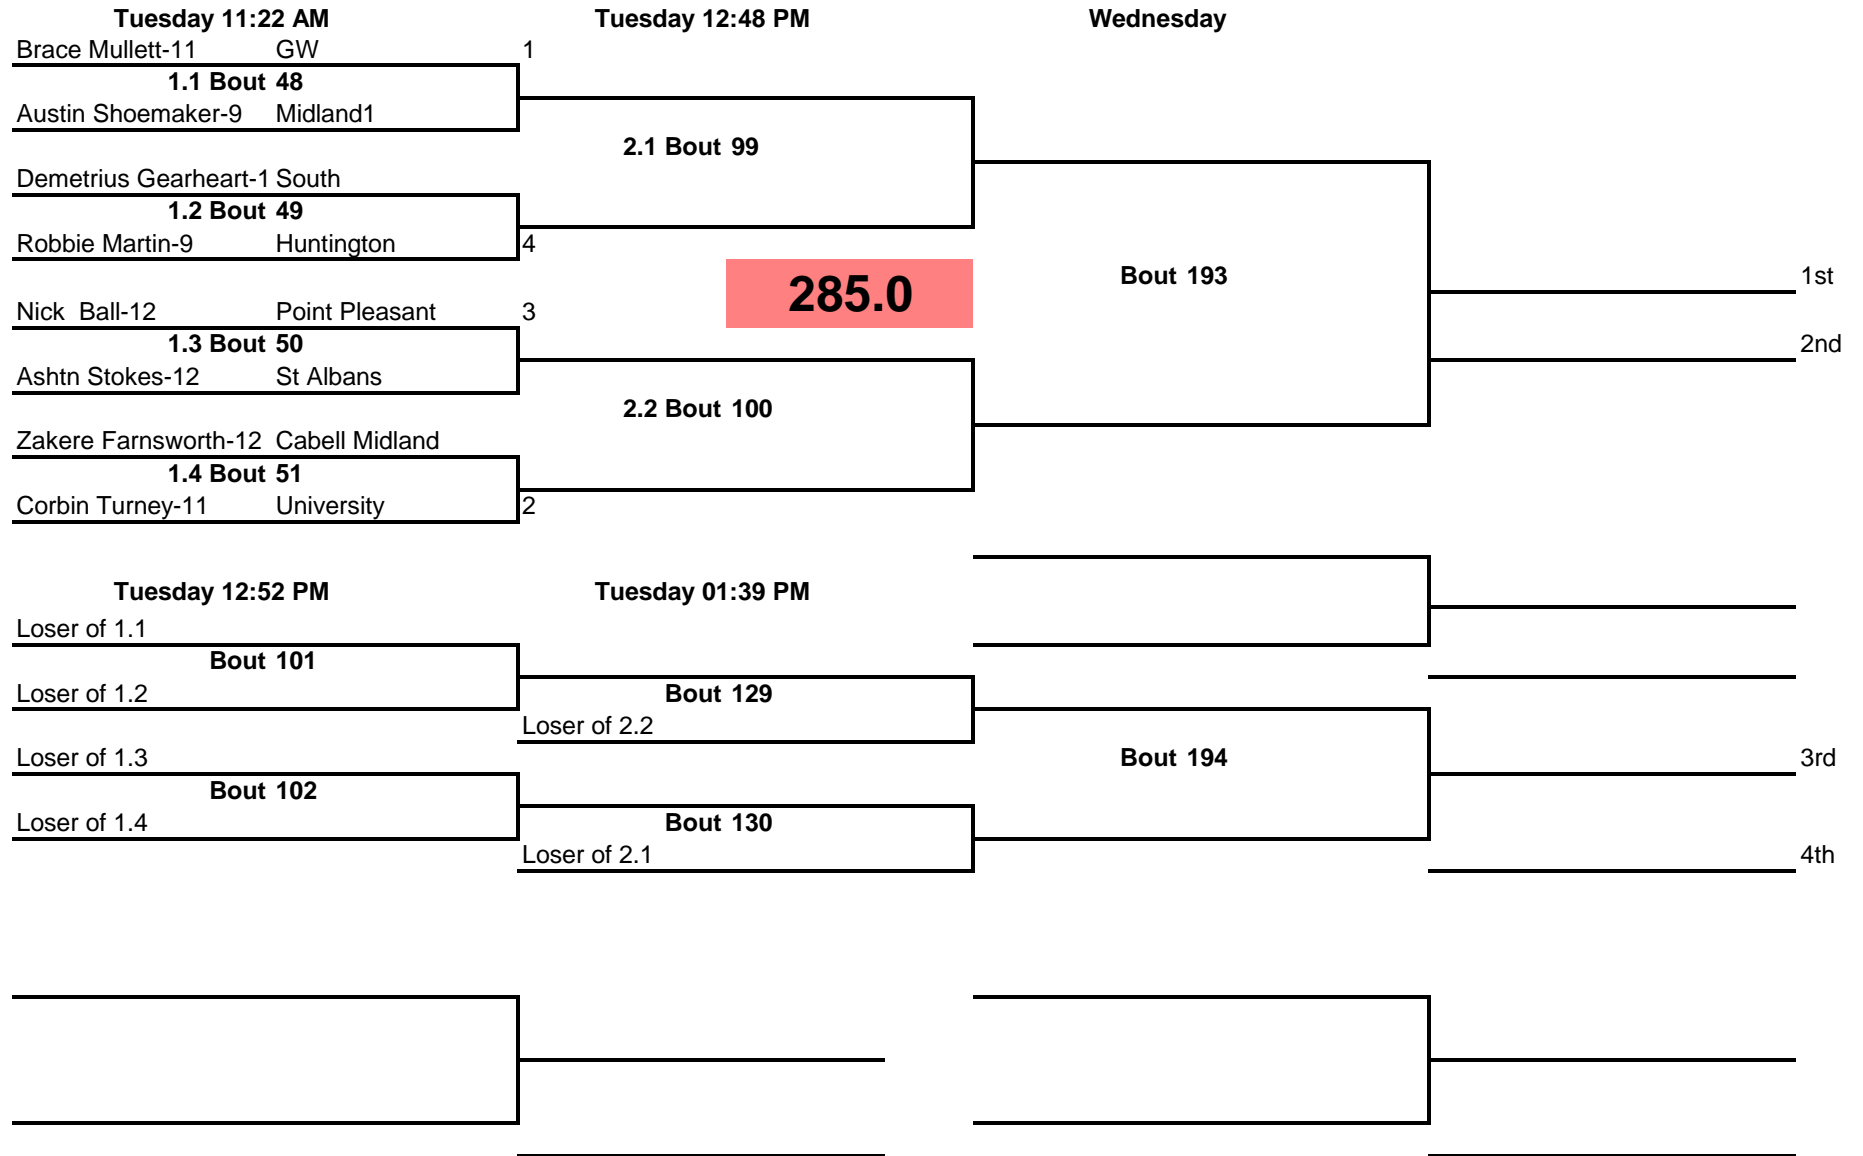 Tuesday 11:22 AM Tuesday 12:48 PM Wednesday
Brace Mullett-11 GW 1
1.1 Bout 48
Austin Shoemaker-9 Midland1
2.1 Bout 99
Demetrius Gearheart-1 South
1.2 Bout 49
Robbie Martin-9 Huntington 4
285.0
Bout 193
1st
Nick  Ball-12 Point Pleasant 3
1.3 Bout 50
2nd
Ashtn Stokes-12 St Albans
2.2 Bout 100
Zakere Farnsworth-12 Cabell Midland
1.4 Bout 51
Corbin Turney-11 University 2
Tuesday 12:52 PM Tuesday 01:39 PM
Loser of 1.1
Bout 101
Loser of 1.2 Bout 129
Loser of 2.2
Loser of 1.3 Bout 194 3rd
Bout 102
Loser of 1.4 Bout 130
Loser of 2.1 4th